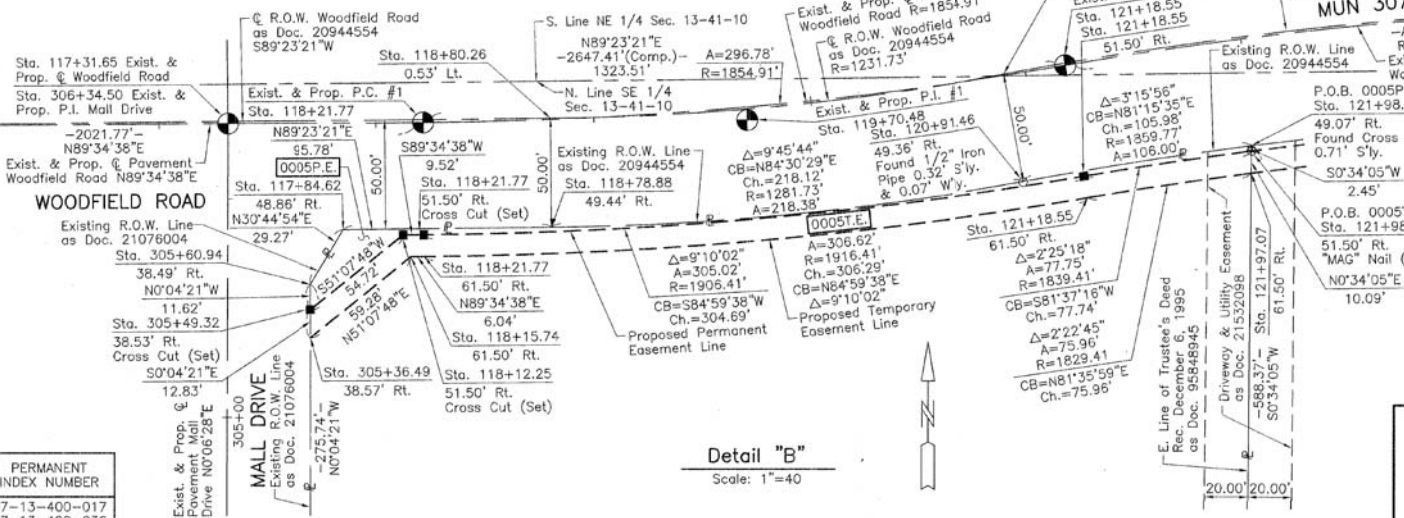 ℄ R.O.W. Woodfield Road
as Doc. 20944554
S89°23'21"W
Sta. 117+31.65 Exist. &
Prop. ℄ Woodfield Road
Sta. 306+34.50 Exist. &
Prop. P.I. Mall Drive
-2021.77'-
N89°34'38"E
Exist. & Prop. ℄ Pavement
Woodfield Road N89°34'38"E
WOODFIELD ROAD
Sta. 118+80.26
0.53' Lt.
Exist. & Prop. P.C. #1
Sta. 118+21.77
N89°23'21"E
95.78'
0005P.E.
Sta. 117+84.62
48.86' Rt.
N30°44'54"E
29.27'
Existing R.O.W. Line
as Doc. 21076004
Sta. 305+60.94
38.49' Rt.
N0°04'21"W
11.62'
Sta. 305+49.32
38.53' Rt.
Cross Cut (Set)
S0°04'21"E
12.83'
50.00'
S89°34'38"W
9.52'
Sta. 118+21.77
51.50' Rt.
Cross Cut (Set)
S51°07'48"W
54.72'
59.28'
N51°07'48"E
Sta. 118+21.77
61.50' Rt.
N89°34'38"E
6.04'
Sta. 118+15.74
61.50' Rt.
Sta. 118+12.25
51.50' Rt.
Cross Cut (Set)
Sta. 305+36.49
38.57' Rt.
Exist. & Prop. ℄
Pavement Mall
Drive N0°06'28"E
305+00
MALL DRIVE
Existing R.O.W. Line
as Doc. 21076004
-275.74'-
N0°04'21"W
PERMANENT
INDEX NUMBER
7-13-400-017
S. Line NE 1/4 Sec. 13-41-10
N89°23'21"E
-2647.41'(Comp.)-
1323.51'
N. Line SE 1/4
Sec. 13-41-10
A=296.78'
R=1854.91'
50.00'
Existing R.O.W. Line
as Doc. 20944554
Sta. 118+78.88
49.44' Rt.
Exist. & Prop. ℄
Woodfield Road R=1854.91'
℄ R.O.W. Woodfield Road
as Doc. 20944554
R=1231.73'
Exist. & Prop. P.I. #1
Sta. 119+70.48
Sta. 120+91.46
49.36' Rt.
Found 1/2" Iron
Pipe 0.32' S'ly.
& 0.07' W'ly.
Δ=9°45'44"
CB=N84°30'29"E
Ch.=218.12'
R=1281.73'
A=218.38'
0005T.E.
Δ=9°10'02"
A=305.02'
R=1906.41'
CB=S84°59'38"W
Ch.=304.69'
Proposed Permanent
Easement Line
A=306.62'
R=1916.41'
Ch.=306.29'
CB=N84°59'38"E
Δ=9°10'02"
Proposed Temporary
Easement Line
Sta. 121+18.55
Sta. 121+18.55
51.50' Rt.
50.00'
Δ=3°15'56"
CB=N81°15'35"E
Ch.=105.98'
R=1859.77'
A=106.00'
Sta. 121+18.55
61.50' Rt.
Δ=2°25'18"
A=77.75'
R=1839.41'
CB=S81°37'16"W
Ch.=77.74'
Δ=2°22'45"
A=75.96'
R=1829.41
CB=N81°35'59"E
Ch.=75.96'
N
Detail "B"
Scale: 1"=40
Existing R.O.W. Line
as Doc. 20944554
MUN 307
P.O.B. 0005P
Sta. 121+98.
49.07' Rt.
Found Cross
0.71' S'ly.
S0°34'05"W
2.45'
P.O.B. 0005T
Sta. 121+98
51.50' Rt.
"MAG" Nail (
N0°34'05"E
10.09'
E. Line of Trustee's Deed
Rec. December 6, 1995
as Doc. 95848945
Driveway & Utility Easement
as Doc. 21532098
-588.37'-
S0°34'05"W
Sta. 121+97.07
61.50' Rt.
20.00'
20.00'